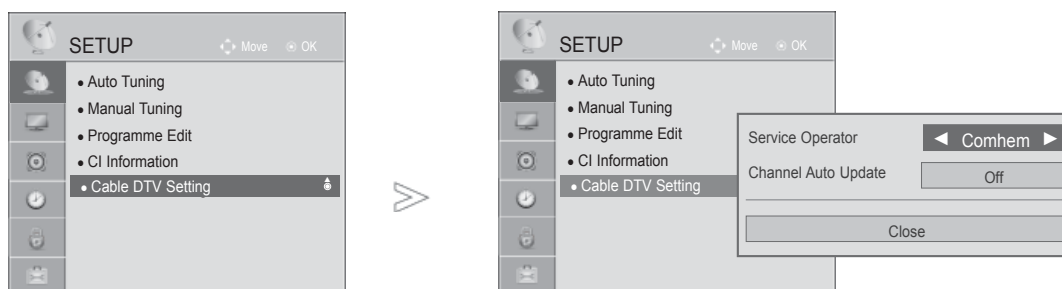 SETUP Move OK
• Auto Tuning
• Manual Tuning
• Programme Edit
• CI Information
• Cable DTV Setting
SETUP Move OK
• Auto Tuning
• Manual Tuning
• Programme Edit
• CI Information
• Cable DTV Setting
Service Operator ◄ Comhem ►
Channel Auto Update Off
Close